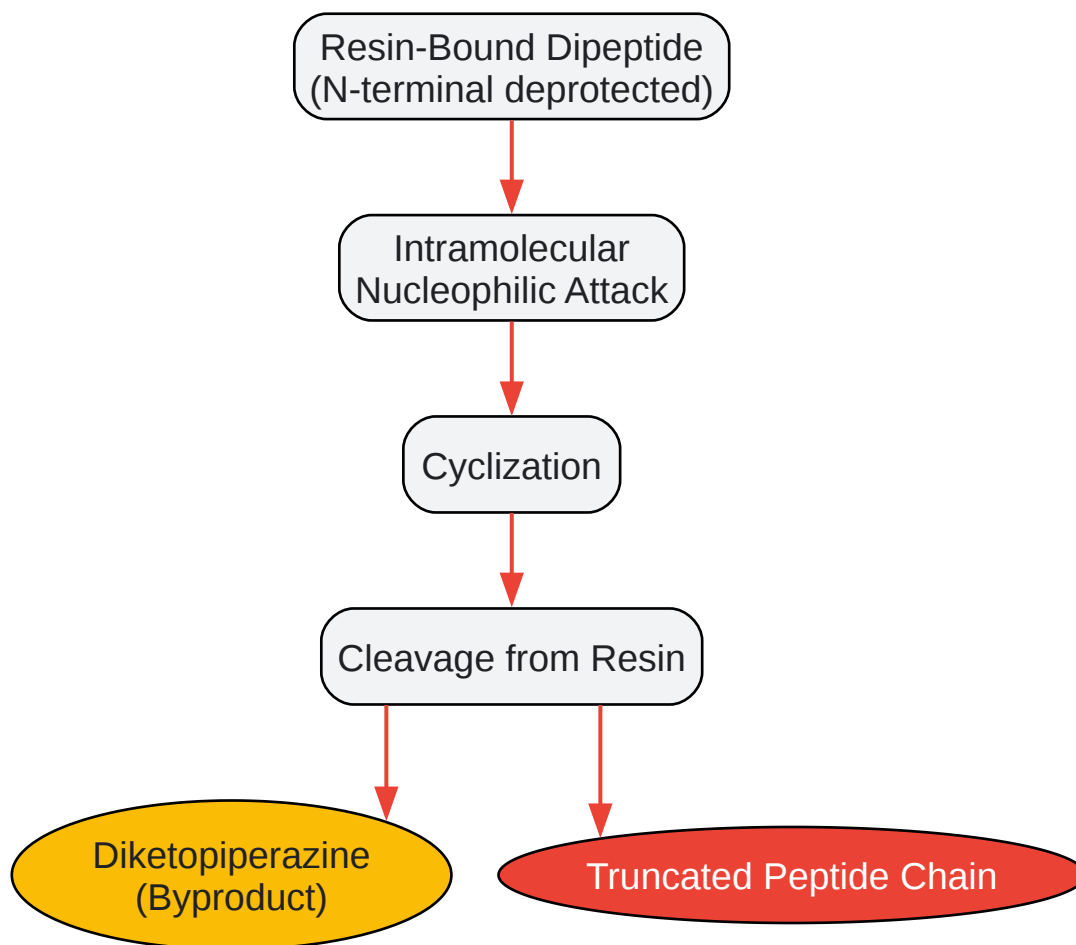 Resin-Bound Dipeptide
(N-terminal deprotected)
Intramolecular
Nucleophilic Attack
Cyclization
Cleavage from Resin
Diketopiperazine
(Byproduct)
Truncated Peptide Chain